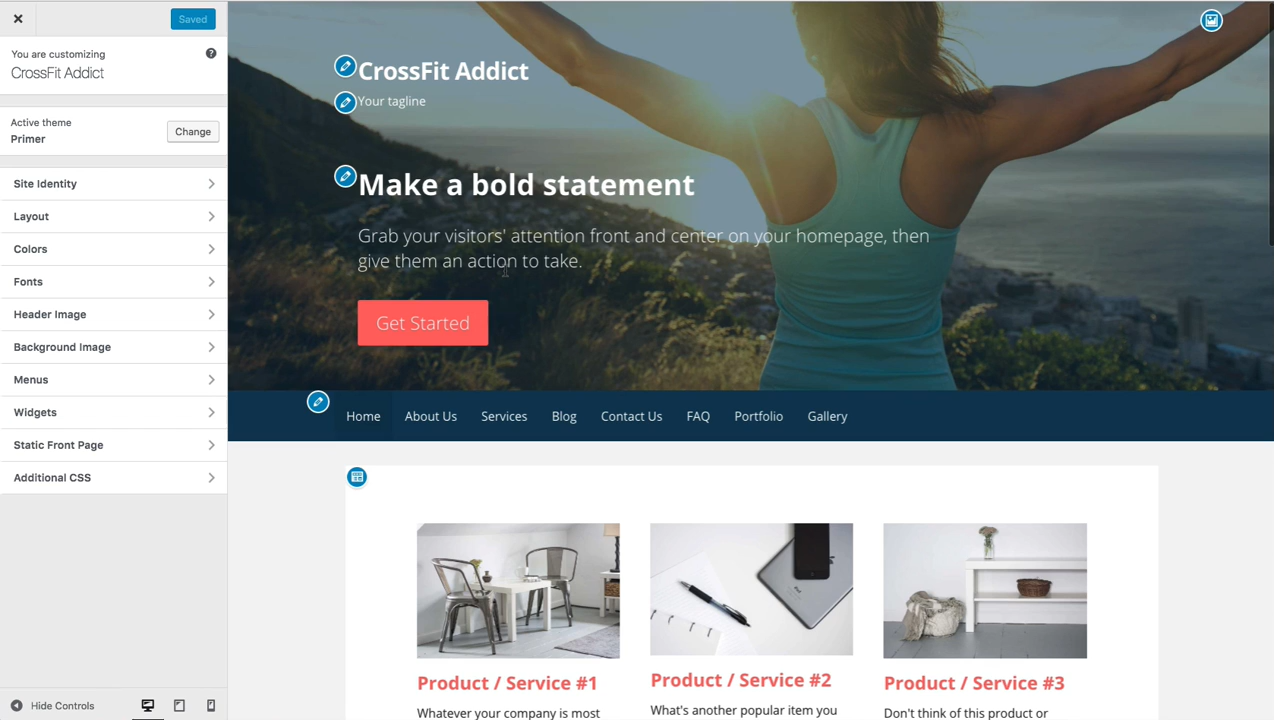 Saved
You are customizing
CrossFit Addict
Active theme
Primer
Change
Site Identity
Layout
Colors
Fonts
Header Image
Background Image
Menus
Widgets
Static Front Page
Additional CSS
Hide Controls
CrossFit Addict
Your tagline
Make a bold statement
Grab your visitors' attention front and center on your homepage, then
give them an action to take.
Get Started
Home About Us Services Blog Contact Us FAQ Portfolio Gallery
Product / Service #1
Whatever your company is most
Product / Service #2
What's another popular item you
Product / Service #3
Don't think of this product or